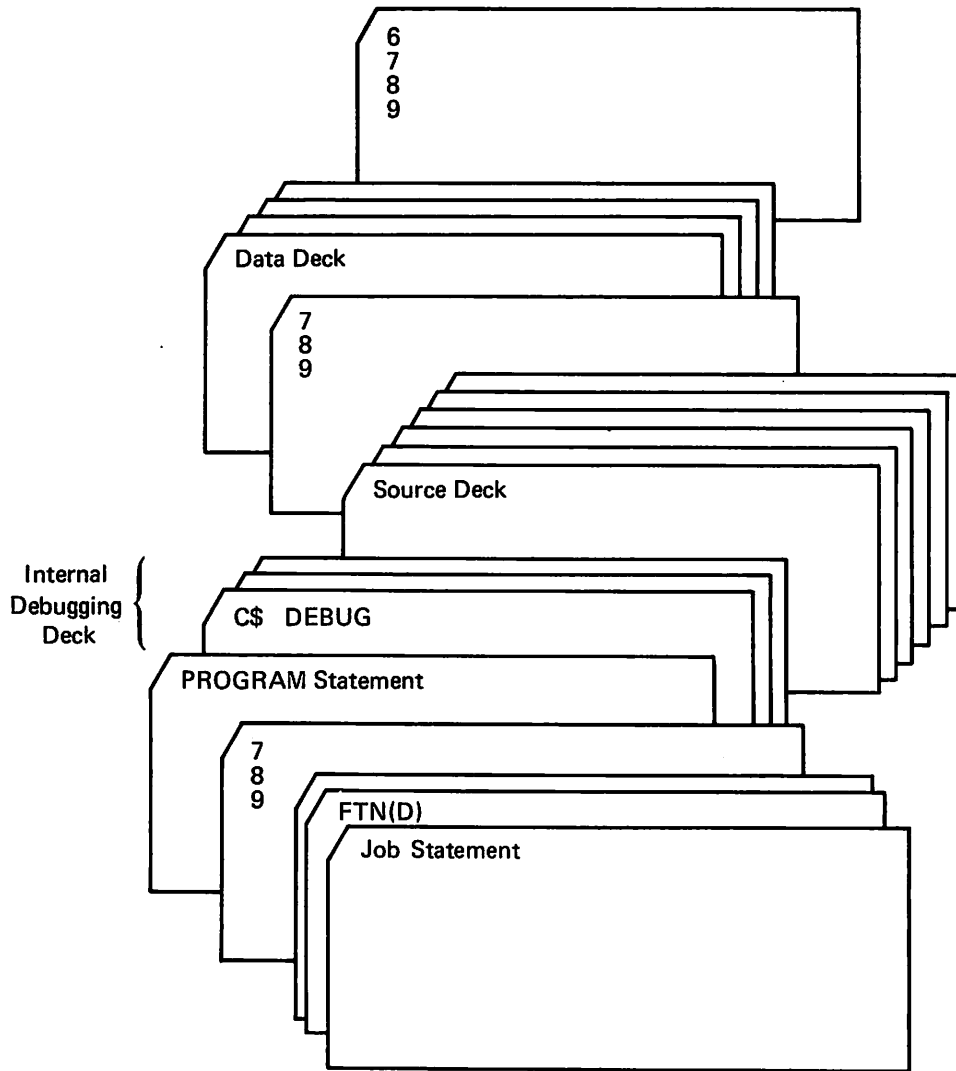 6
7
8
9
Data Deck
7
8
9
Source Deck
Internal
Debugging
Deck
C$ DEBUG
PROGRAM Statement
7
8
9
FTN(D)
Job Statement